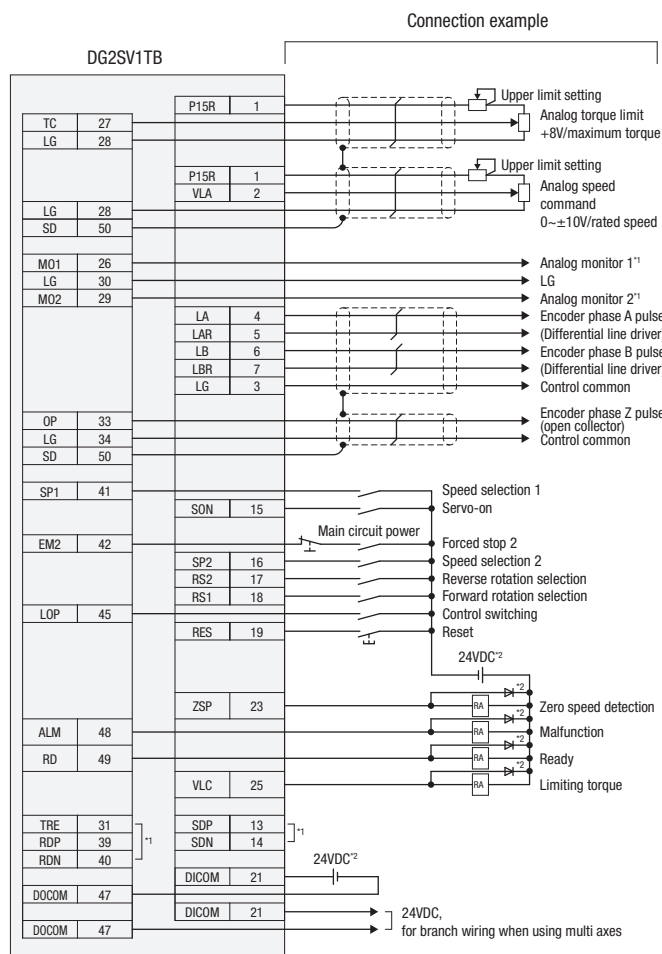 Connection example
DG2SV1TB
P15R 1 Upper limit setting
TC 27 Analog torque limit
LG 28 +8V/maximum torque
P15R 1 Upper limit setting
VLA 2 Analog speed
command
LG 28 0~±10V/rated speed
SD 50
MO1 26 Analog monitor 1*1
LG 30 LG
MO2 29 Analog monitor 2*1
LA 4 Encoder phase A pulse
LAR 5 (Differential line driver
LB 6 Encoder phase B pulse
LBR 7 (Differential line driver
LG 3 Control common
OP 33 Encoder phase Z pulse
(open collector)
LG 34 Control common
SD 50
SP1 41 Speed selection 1
SON 15 Servo-on
Main circuit power
EM2 42 Forced stop 2
SP2 16 Speed selection 2
RS2 17 Reverse rotation selection
RS1 18 Forward rotation selection
LOP 45 Control switching
RES 19 Reset
24VDC*2
*2
ZSP 23 RA Zero speed detection
*2
ALM 48 RA Malfunction
*2
RD 49 RA Ready
*2
VLC 25 RA Limiting torque
TRE 31 SDP 13
RDP 39 *1 SDN 14 *1
RDN 40
24VDC*2
DICOM 21
DOCOM 47
DICOM 21 24VDC,
DOCOM 47 for branch wiring when using multi axes